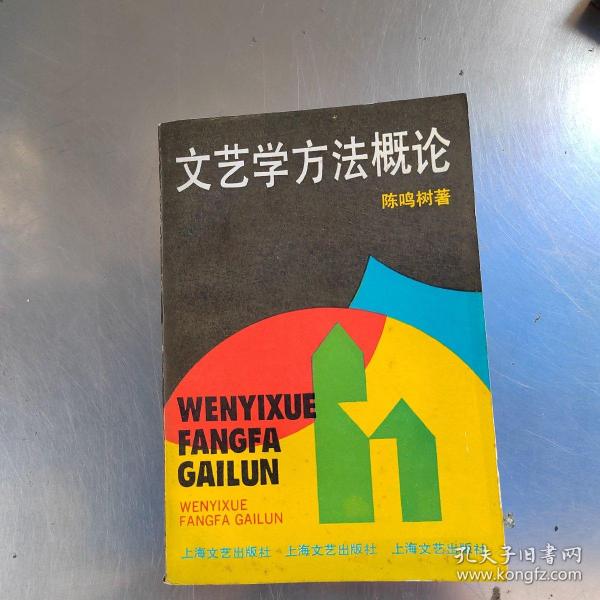 文艺学方法概论
陈鸣树著
WENYIXUE
FANGFA
GAILUN
WENYIXUE
FANGFA GAILUN
上海文艺出版社 上海文艺出版社 上海文艺出版社
孔夫子旧书网
www.kongfz.com